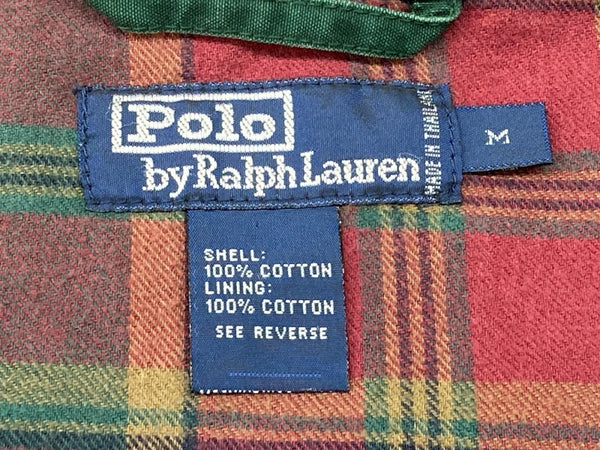 Polo
by Ralph Lauren
MADE IN THAILAND
M
SHELL:
100% COTTON
LINING:
100% COTTON
SEE REVERSE